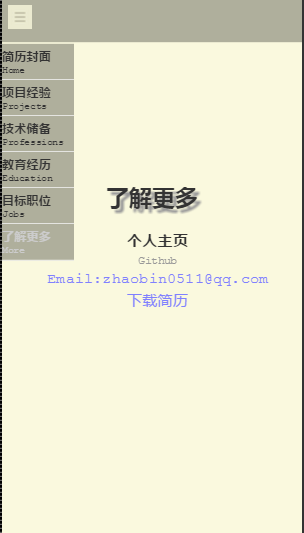 简历封面
Home
项目经验
Projects
技术储备
Professions
教育经历
Education
目标职位
Jobs
了解更多
More
了解更多
个人主页
Github
Email:zhaobin0511@qq.com
下载简历